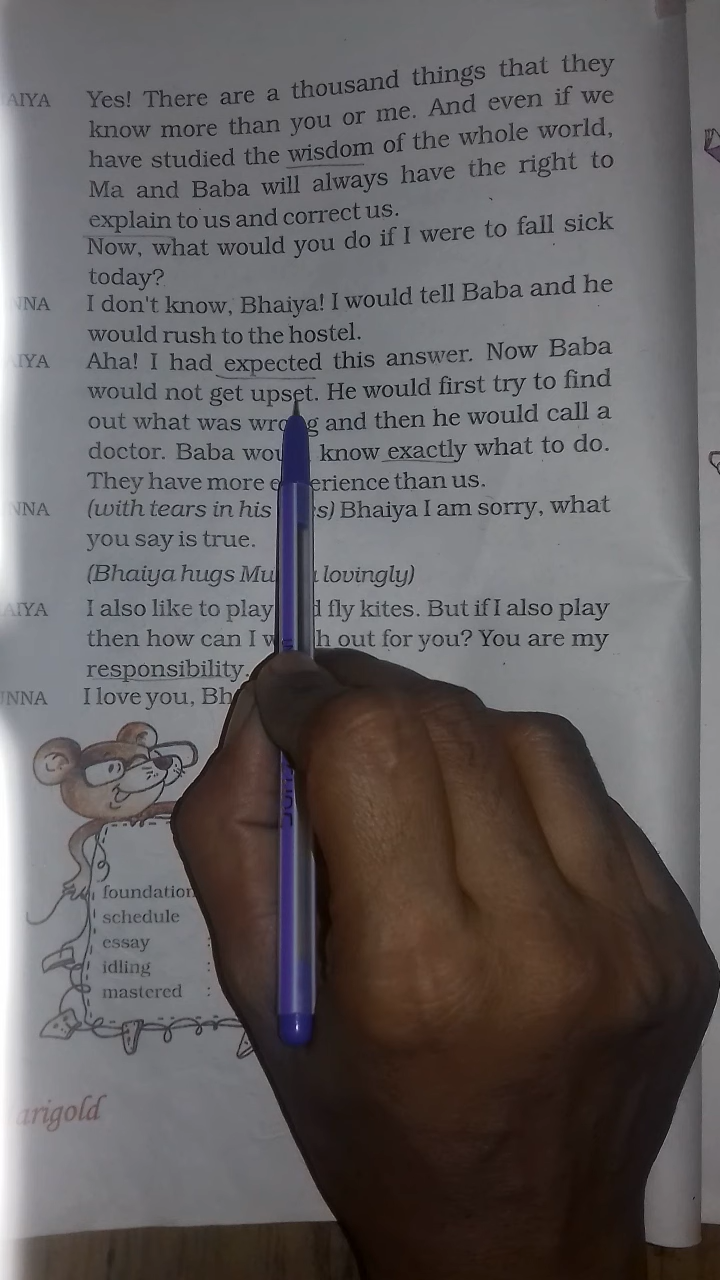 AIYA Yes! There are a thousand things that they
know more than you or me. And even if we
have studied the wisdom of the whole world,
Ma and Baba will always have the right to
explain to us and correct us.
Now, what would you do if I were to fall sick
today?
NNA I don't know, Bhaiya! I would tell Baba and he
would rush to the hostel.
IYA Aha! I had expected this answer. Now Baba
would not get upset. He would first try to find
out what was and then he would call a
doctor. Baba know exactly what to do.
They have more than us.
NNA (with tears in his Bhaiya I am sorry, what
you say is true.
(Bhaiya hugs lovingly)
AIYA I also like to play fly kites. But if I also play
then how can I out for you? You are my
responsibility.
UNNA I love you,
foundation
schedule
essay :
idling :
mastered :
arigold